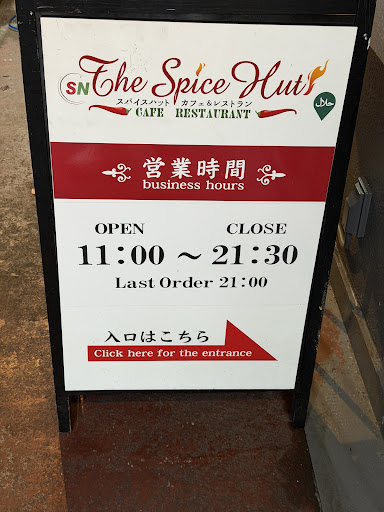 SN The Spice Hut
スパイスハット カフェ&レストラン
CAFE RESTAURANT
حلال
営業時間
business hours
OPEN CLOSE
11:00 ～ 21:30
Last Order 21:00
入口はこちら
Click here for the entrance